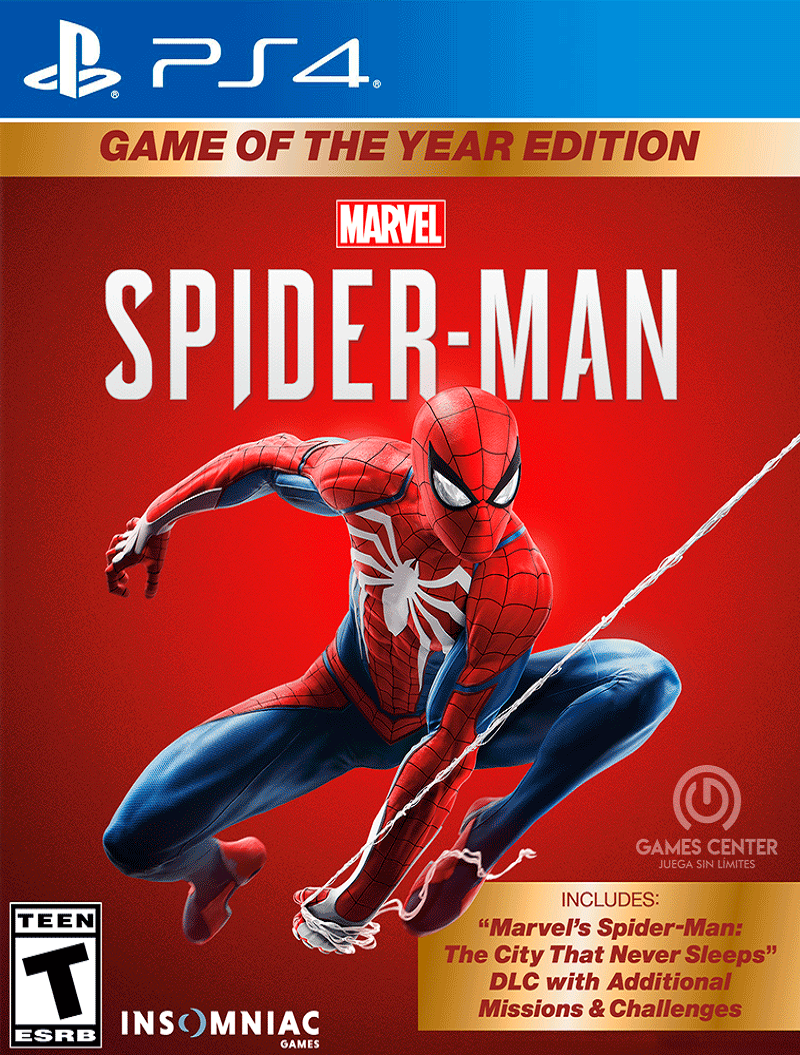 PS4
GAME OF THE YEAR EDITION
MARVEL
SPIDER-MAN
GAMES CENTER
JUEGA SIN LÍMITES
INCLUDES:
“Marvel’s Spider-Man:
The City That Never Sleeps”
DLC with Additional
Missions & Challenges
TEEN
T
ESRB
INSOMNIAC
GAMES